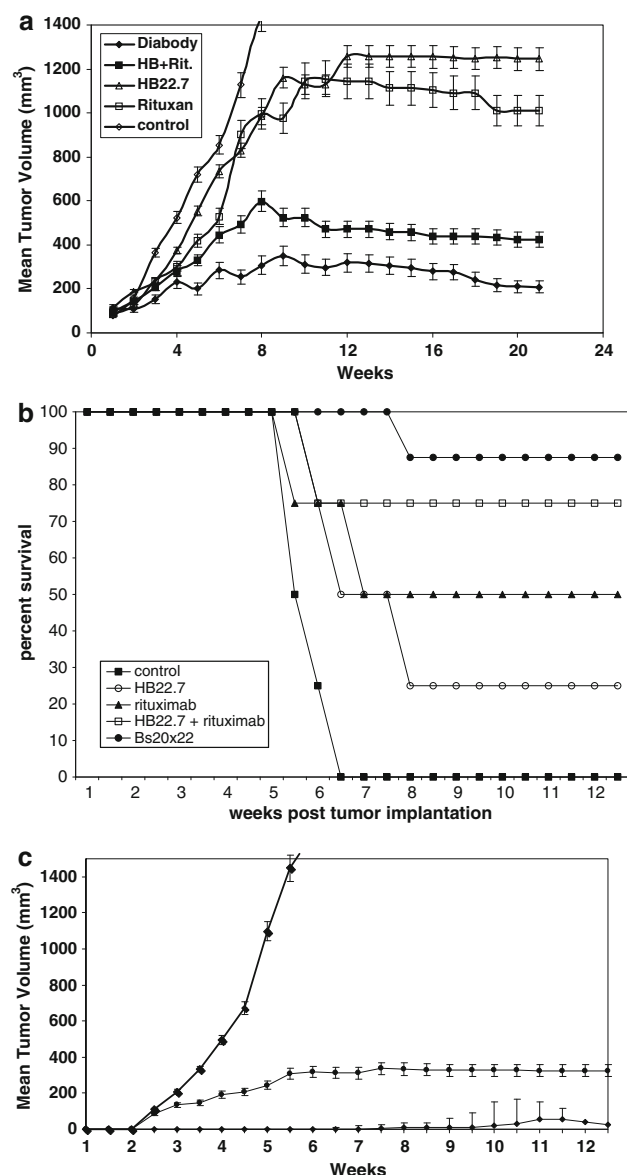 a
1400
1200
1000
800
600
400
200
0
Mean Tumor Volume (mm³)
Diabody
HB+Rit.
HB22.7
Rituxan
control
0 4 8 12 16 20 24
Weeks
b
100
90
80
70
60
50
40
30
20
10
0
percent survival
control
HB22.7
rituximab
HB22.7 + rituximab
Bs20x22
1 2 3 4 5 6 7 8 9 10 11 12
weeks post tumor implantation
c
1400
1200
1000
800
600
400
200
0
Mean Tumor Volume (mm³)
1 2 3 4 5 6 7 8 9 10 11 12
Weeks